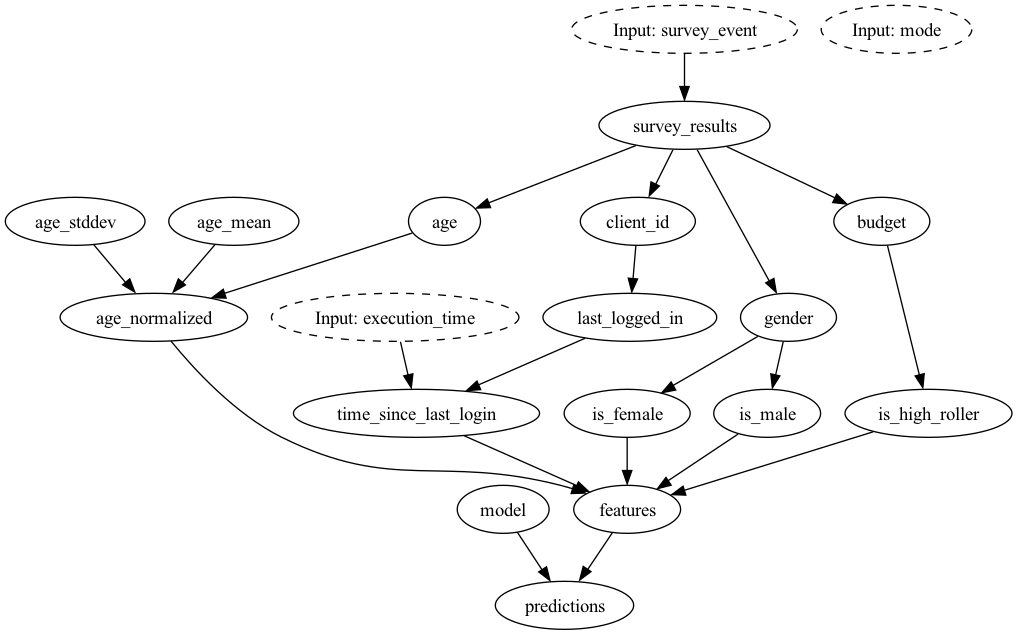 Input: survey_event
Input: mode
survey_results
age_stddev
age_mean
age
client_id
budget
age_normalized
Input: execution_time
last_logged_in
gender
time_since_last_login
is_female
is_male
is_high_roller
model
features
predictions